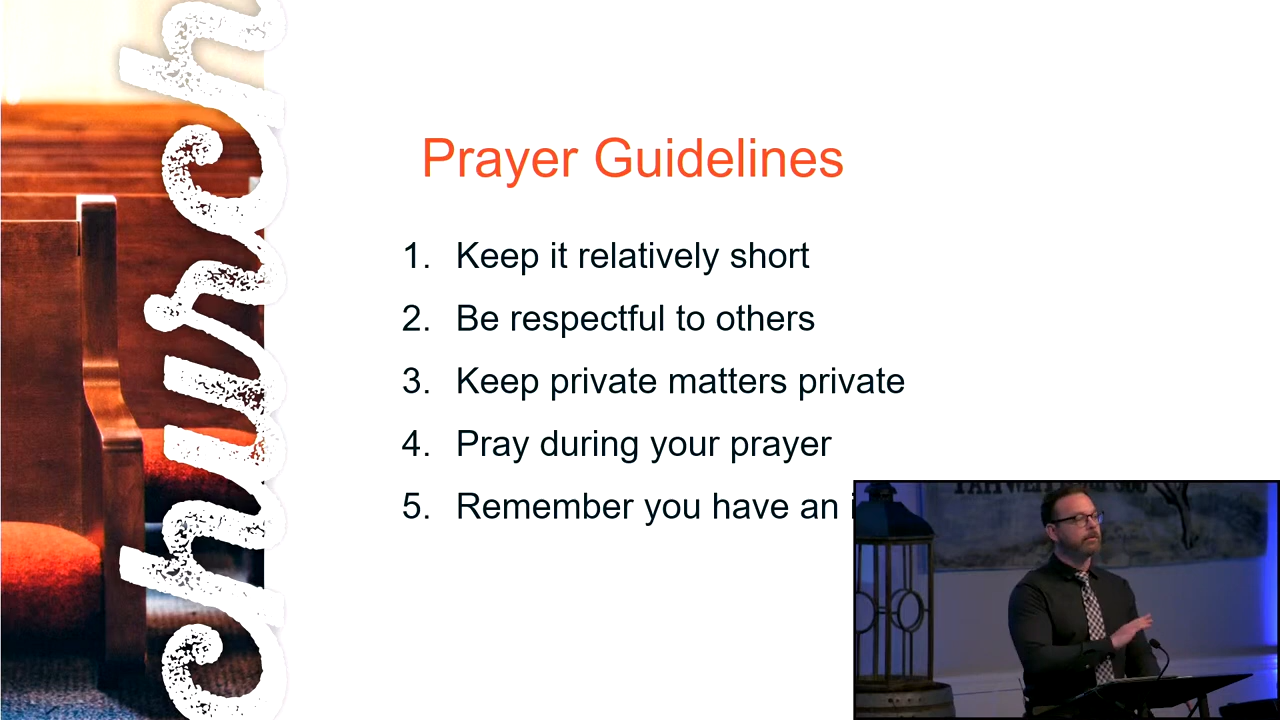 church
Prayer Guidelines
1. Keep it relatively short
2. Be respectful to others
3. Keep private matters private
4. Pray during your prayer
5. Remember you have an